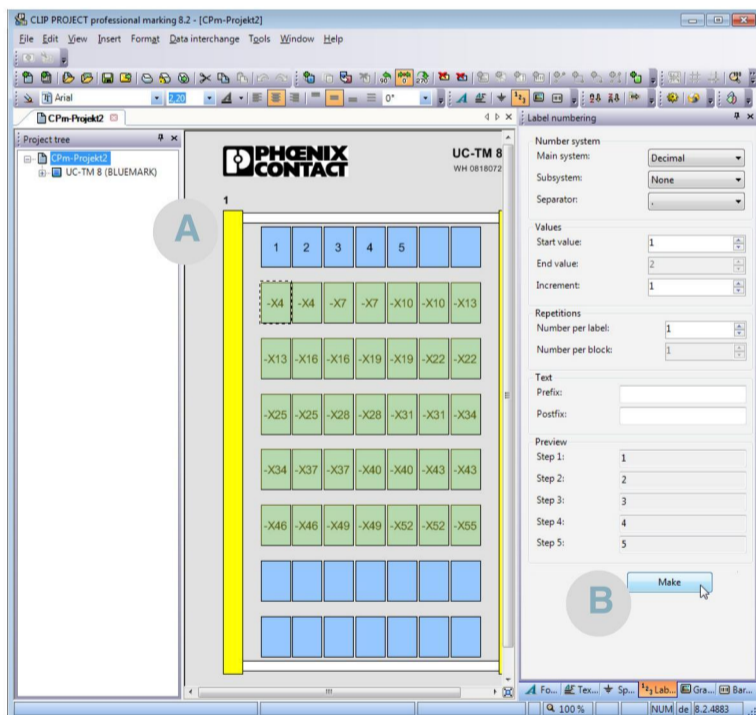 CLIP PROJECT professional marking 8.2 - [CPm-Projekt2]
File Edit View Insert Format Data interchange Tools Window Help
Arial 2,20 0°
CPm-Projekt2
Label numbering
Project tree
CPm-Projekt2
UC-TM 8 (BLUEMARK)
PHŒNIX
CONTACT
UC-TM 8
WH 0818072
1
A
1 2 3 4 5
-X4 -X4 -X7 -X7 -X10 -X10 -X13
-X13 -X16 -X16 -X19 -X19 -X22 -X22
-X25 -X25 -X28 -X28 -X31 -X31 -X34
-X34 -X37 -X37 -X40 -X40 -X43 -X43
-X46 -X46 -X49 -X49 -X52 -X52 -X55
Number system
Main system: Decimal
Subsystem: None
Separator: ,
Values
Start value: 1
End value: 2
Increment: 1
Repetitions
Number per label: 1
Number per block: 1
Text
Prefix:
Postfix:
Preview
Step 1: 1
Step 2: 2
Step 3: 3
Step 4: 4
Step 5: 5
Make
B
Fo... Tex... Sp... Lab... Gra... Bar...
100 % NUM de 8.2.4883